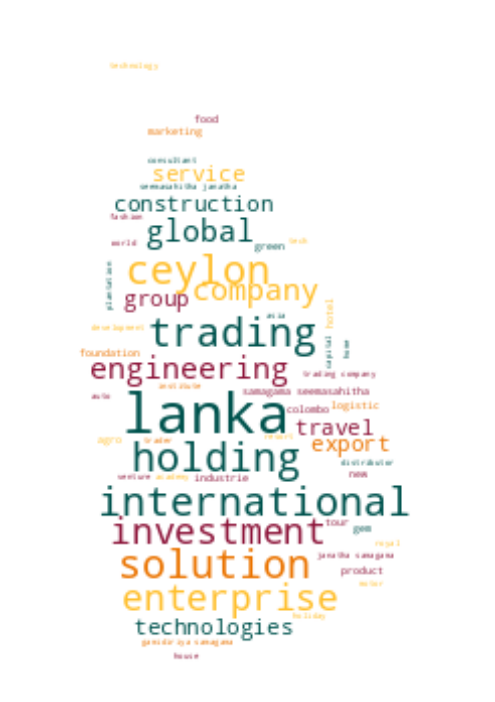 technology
food
marketing
consultant
service
seemasahitha janatha
construction
fashion
global
world
tech
green
ceylon
plantation
company
group
asia
hotel
development
trading
capital
home
foundation
engineering
trading company
institute
auto
samagama seemasahitha
lanka
colombo
logistic
travel
agro
trader
resort
export
holding
distributor
venture
academy
industrie
new
international
investment
tour
gem
royal
solution
janatha samagama
product
motor
enterprise
holiday
technologies
gamidiriya samagama
house